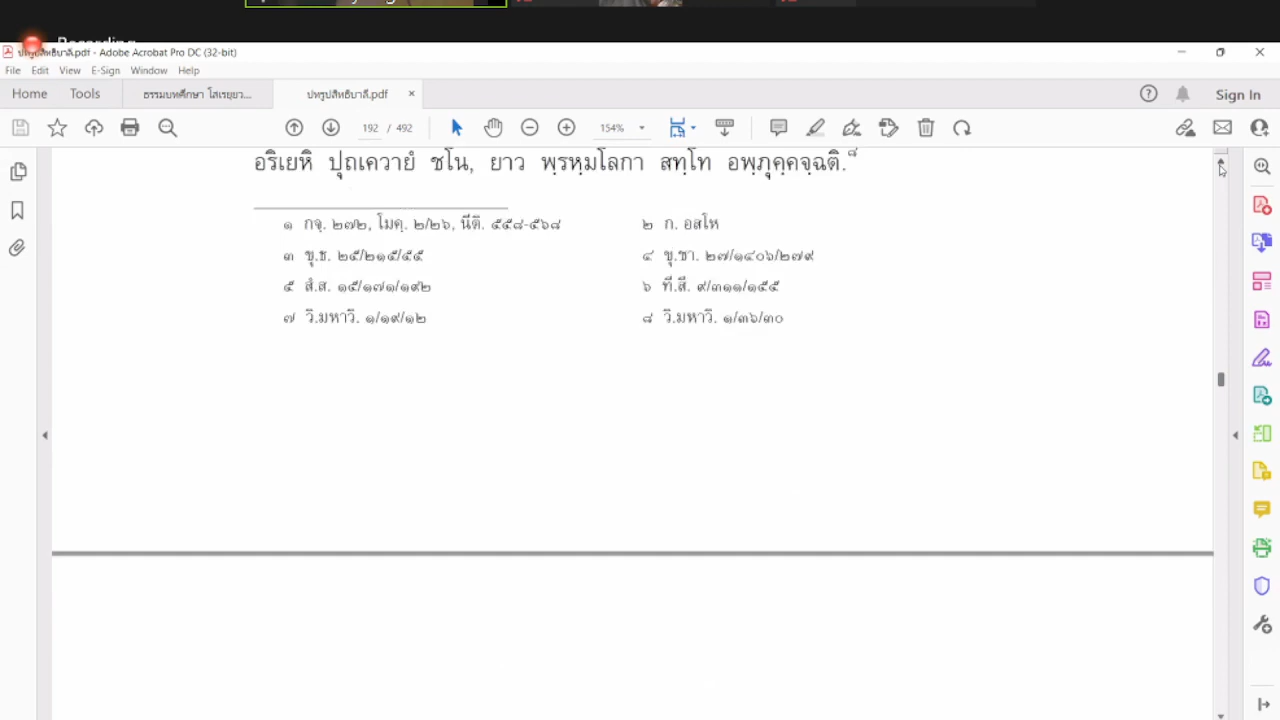 ปทรูปสิทธิบาลี.pdf - Adobe Acrobat Pro DC (32-bit)
File Edit View E-Sign Window Help
Home Tools ธรรมบทศึกษา โสเรยฺยว... ปทรูปสิทธิบาลี.pdf × Sign In
192 / 492 154%
อริเยหิ ปุถเควายํ ชโน, ยาว พฺรหฺมโลกา สทฺโท อพฺภุคฺคจฺฉติ.๘
๑ กจฺ. ๒๗๒, โมคฺ. ๒/๒๖, นีติ. ๕๕๘-๕๖๘ ๒ ก. อสโห
๓ ขุ.ธ. ๒๕/๒๑๕/๕๕ ๔ ขุ.ชา. ๒๗/๑๔๐๖/๒๗๙
๕ สํ.ส. ๑๕/๑๗๑/๑๙๒ ๖ ที.สี. ๙/๓๑๑/๑๕๕
๗ วิ.มหาวิ. ๑/๑๙/๑๒ ๘ วิ.มหาวิ. ๑/๓๖/๓๐